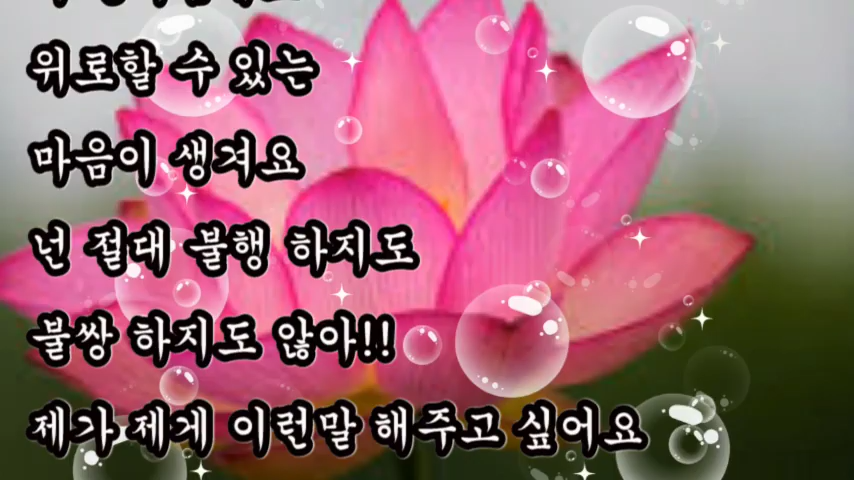 위로할 수 있는
마음이 생겨요
넌 절대 불행 하지도
불쌍 하지도 않아!!
제가 제게 이런말 해주고 싶어요